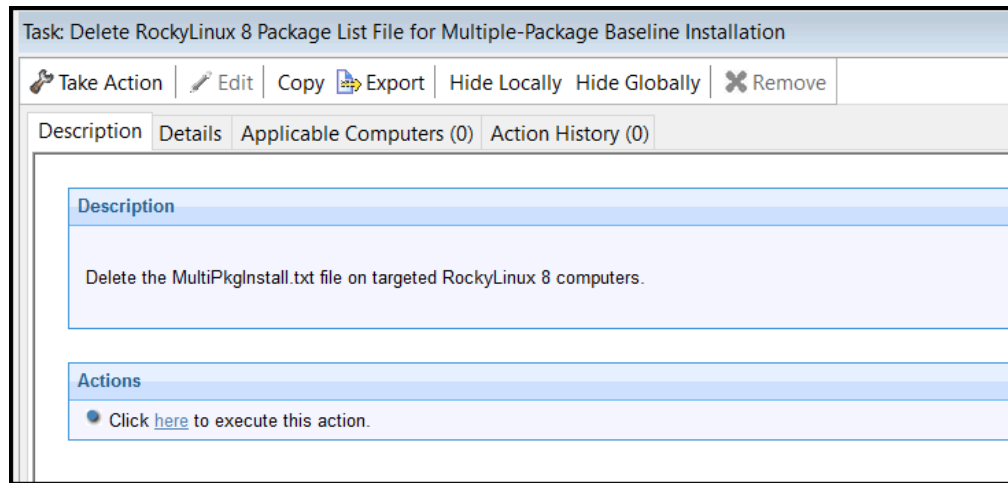 Task: Delete RockyLinux 8 Package List File for Multiple-Package Baseline Installation
Take Action Edit Copy Export Hide Locally Hide Globally Remove
Description Details Applicable Computers (0) Action History (0)
Description
Delete the MultiPkgInstall.txt file on targeted RockyLinux 8 computers.
Actions
Click here to execute this action.